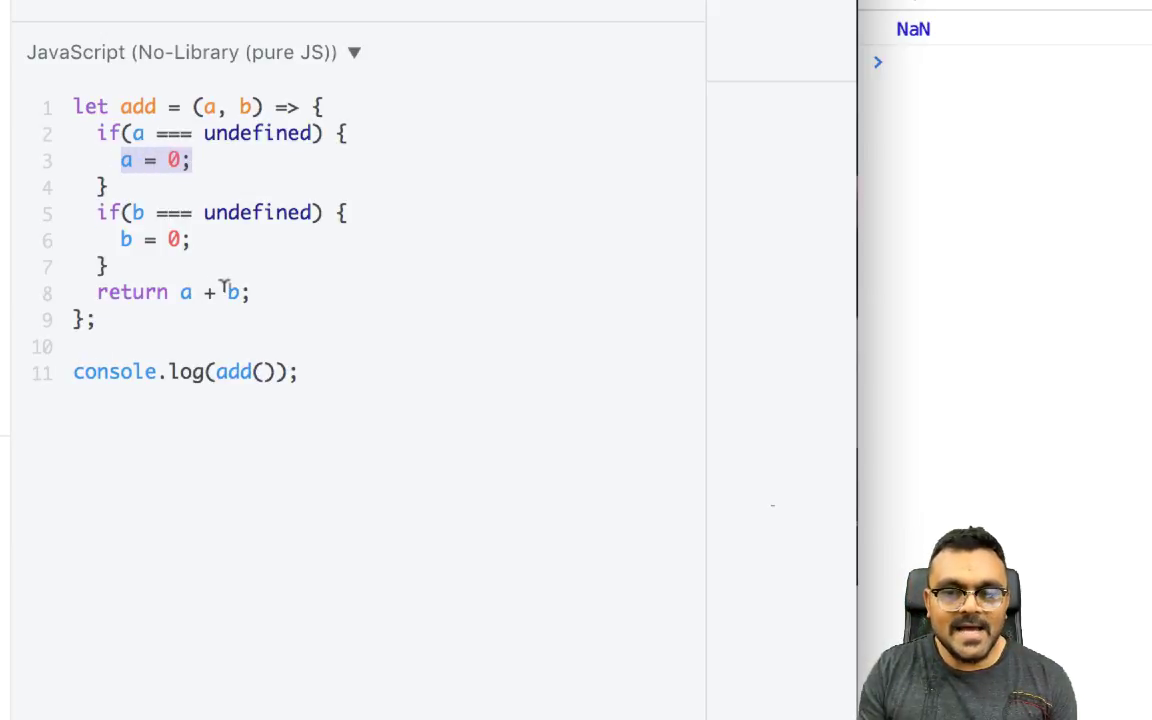 JavaScript (No-Library (pure JS)) ▼
1 let add = (a, b) => {
2   if(a === undefined) {
3     a = 0;
4   }
5   if(b === undefined) {
6     b = 0;
7   }
8   return a + b;
9 };
10
11 console.log(add());
NaN
>